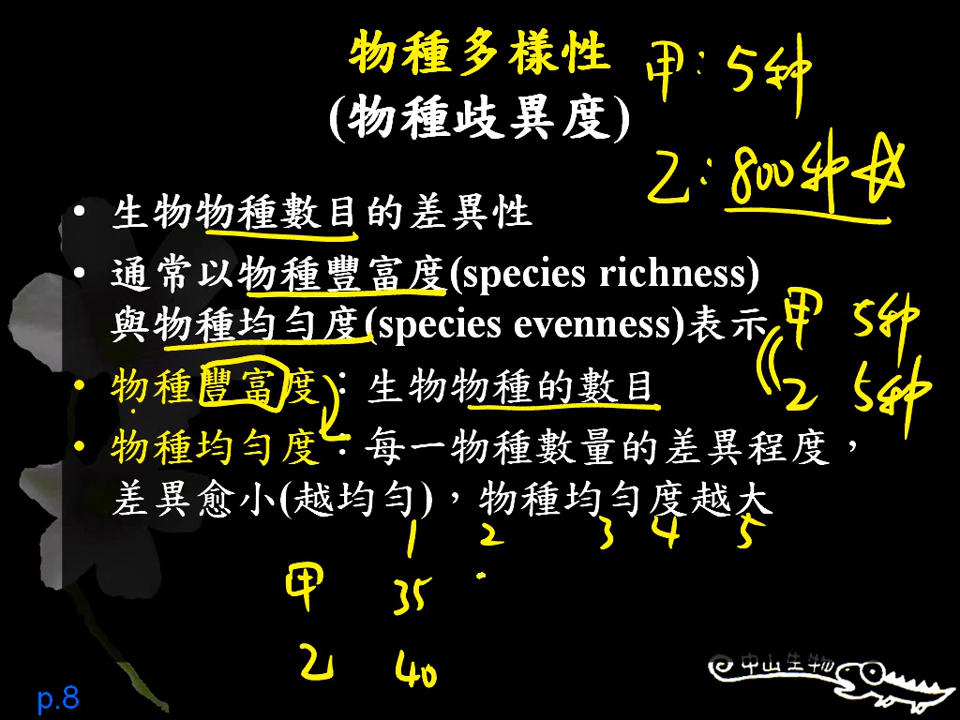 物種多樣性
(物種歧異度)
甲：5种
乙：800种☆
• 生物物種數目的差異性
• 通常以物種豐富度(species richness)
與物種均勻度(species evenness)表示
甲 5种
乙 5种
• 物種豐富度：生物物種的數目
• 物種均勻度：每一物種數量的差異程度，
差異愈小(越均勻)，物種均勻度越大
1 2 3 4 5
甲 35
乙 40
中山生物
p.8